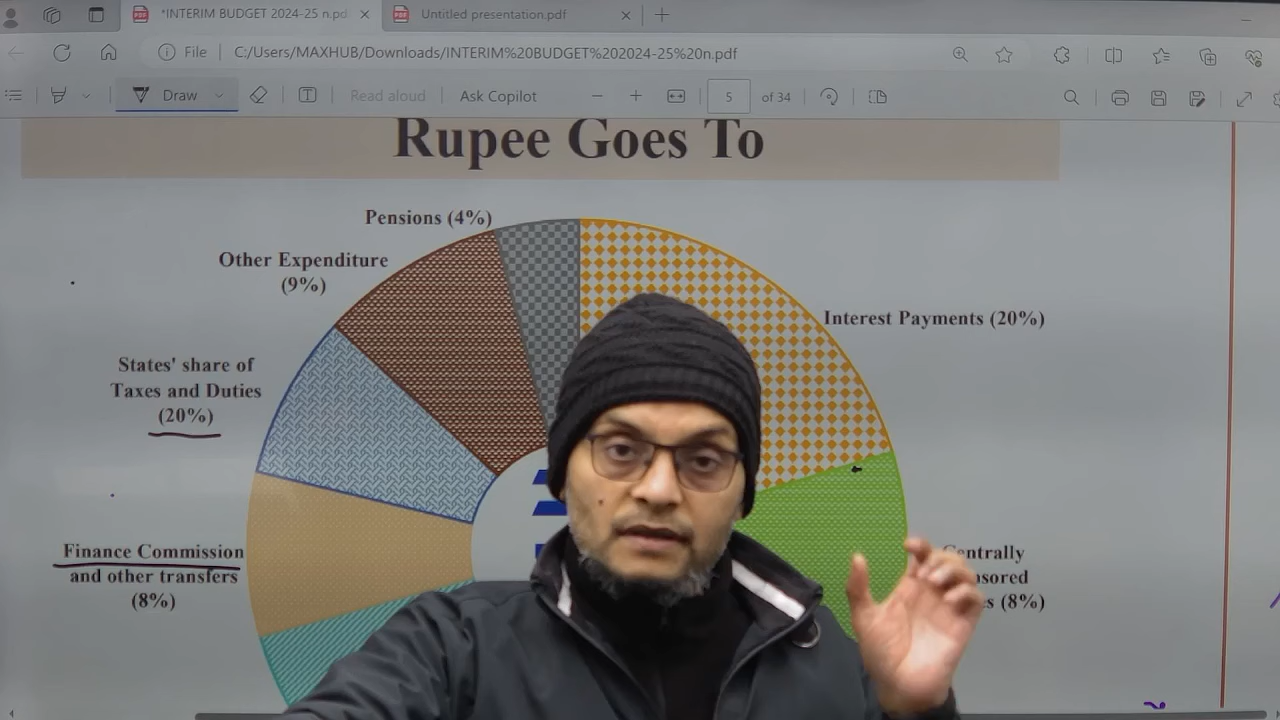 *INTERIM BUDGET 2024-25 n.pd
Untitled presentation.pdf
File
C:/Users/MAXHUB/Downloads/INTERIM%20BUDGET%202024-25%20n.pdf
Draw
Read aloud
Ask Copilot
5
of 34
Rupee Goes To
Pensions (4%)
Other Expenditure
(9%)
Interest Payments (20%)
States' share of
Taxes and Duties
(20%)
Finance Commission
and other transfers
(8%)
Centrally
(8%)